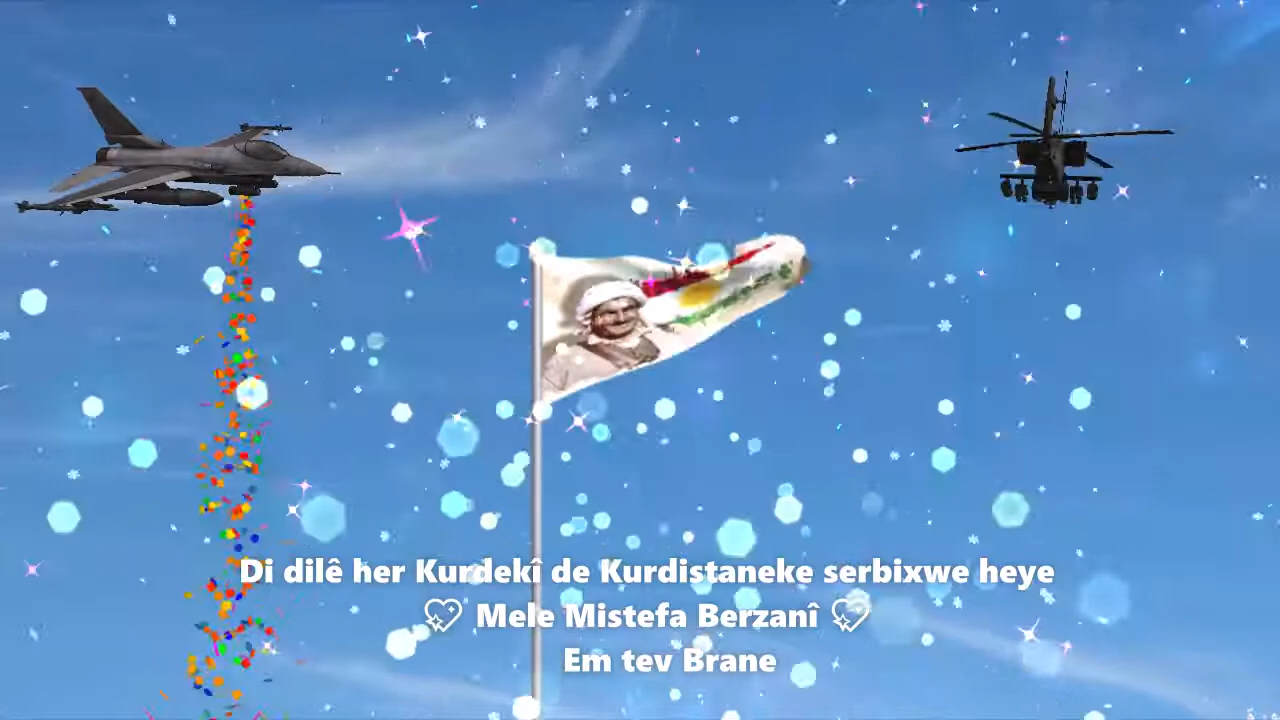 Di dilê her Kurdekî de Kurdistaneke serbixwe heye
Mele Mistefa Berzanî
Em tev Brane